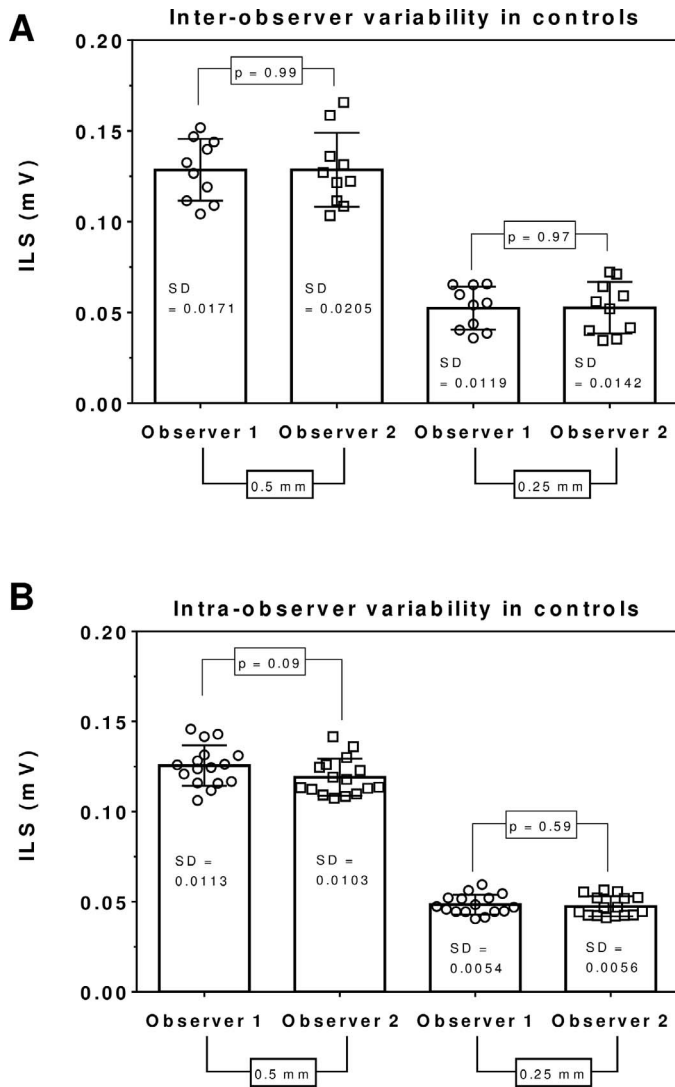 A
Inter-observer variability in controls
0.20
p = 0.99
0.15
ILS (mV)
0.10
p = 0.97
SD
= 0.0171
SD
= 0.0205
0.05
SD
= 0.0119
SD
= 0.0142
0.00
Observer 1 Observer 2 Observer 1 Observer 2
0.5 mm 0.25 mm
B
Intra-observer variability in controls
0.20
p = 0.09
0.15
ILS (mV)
0.10
p = 0.59
SD =
0.0113
SD =
0.0103
0.05
SD =
0.0054
SD =
0.0056
0.00
Observer 1 Observer 2 Observer 1 Observer 2
0.5 mm 0.25 mm